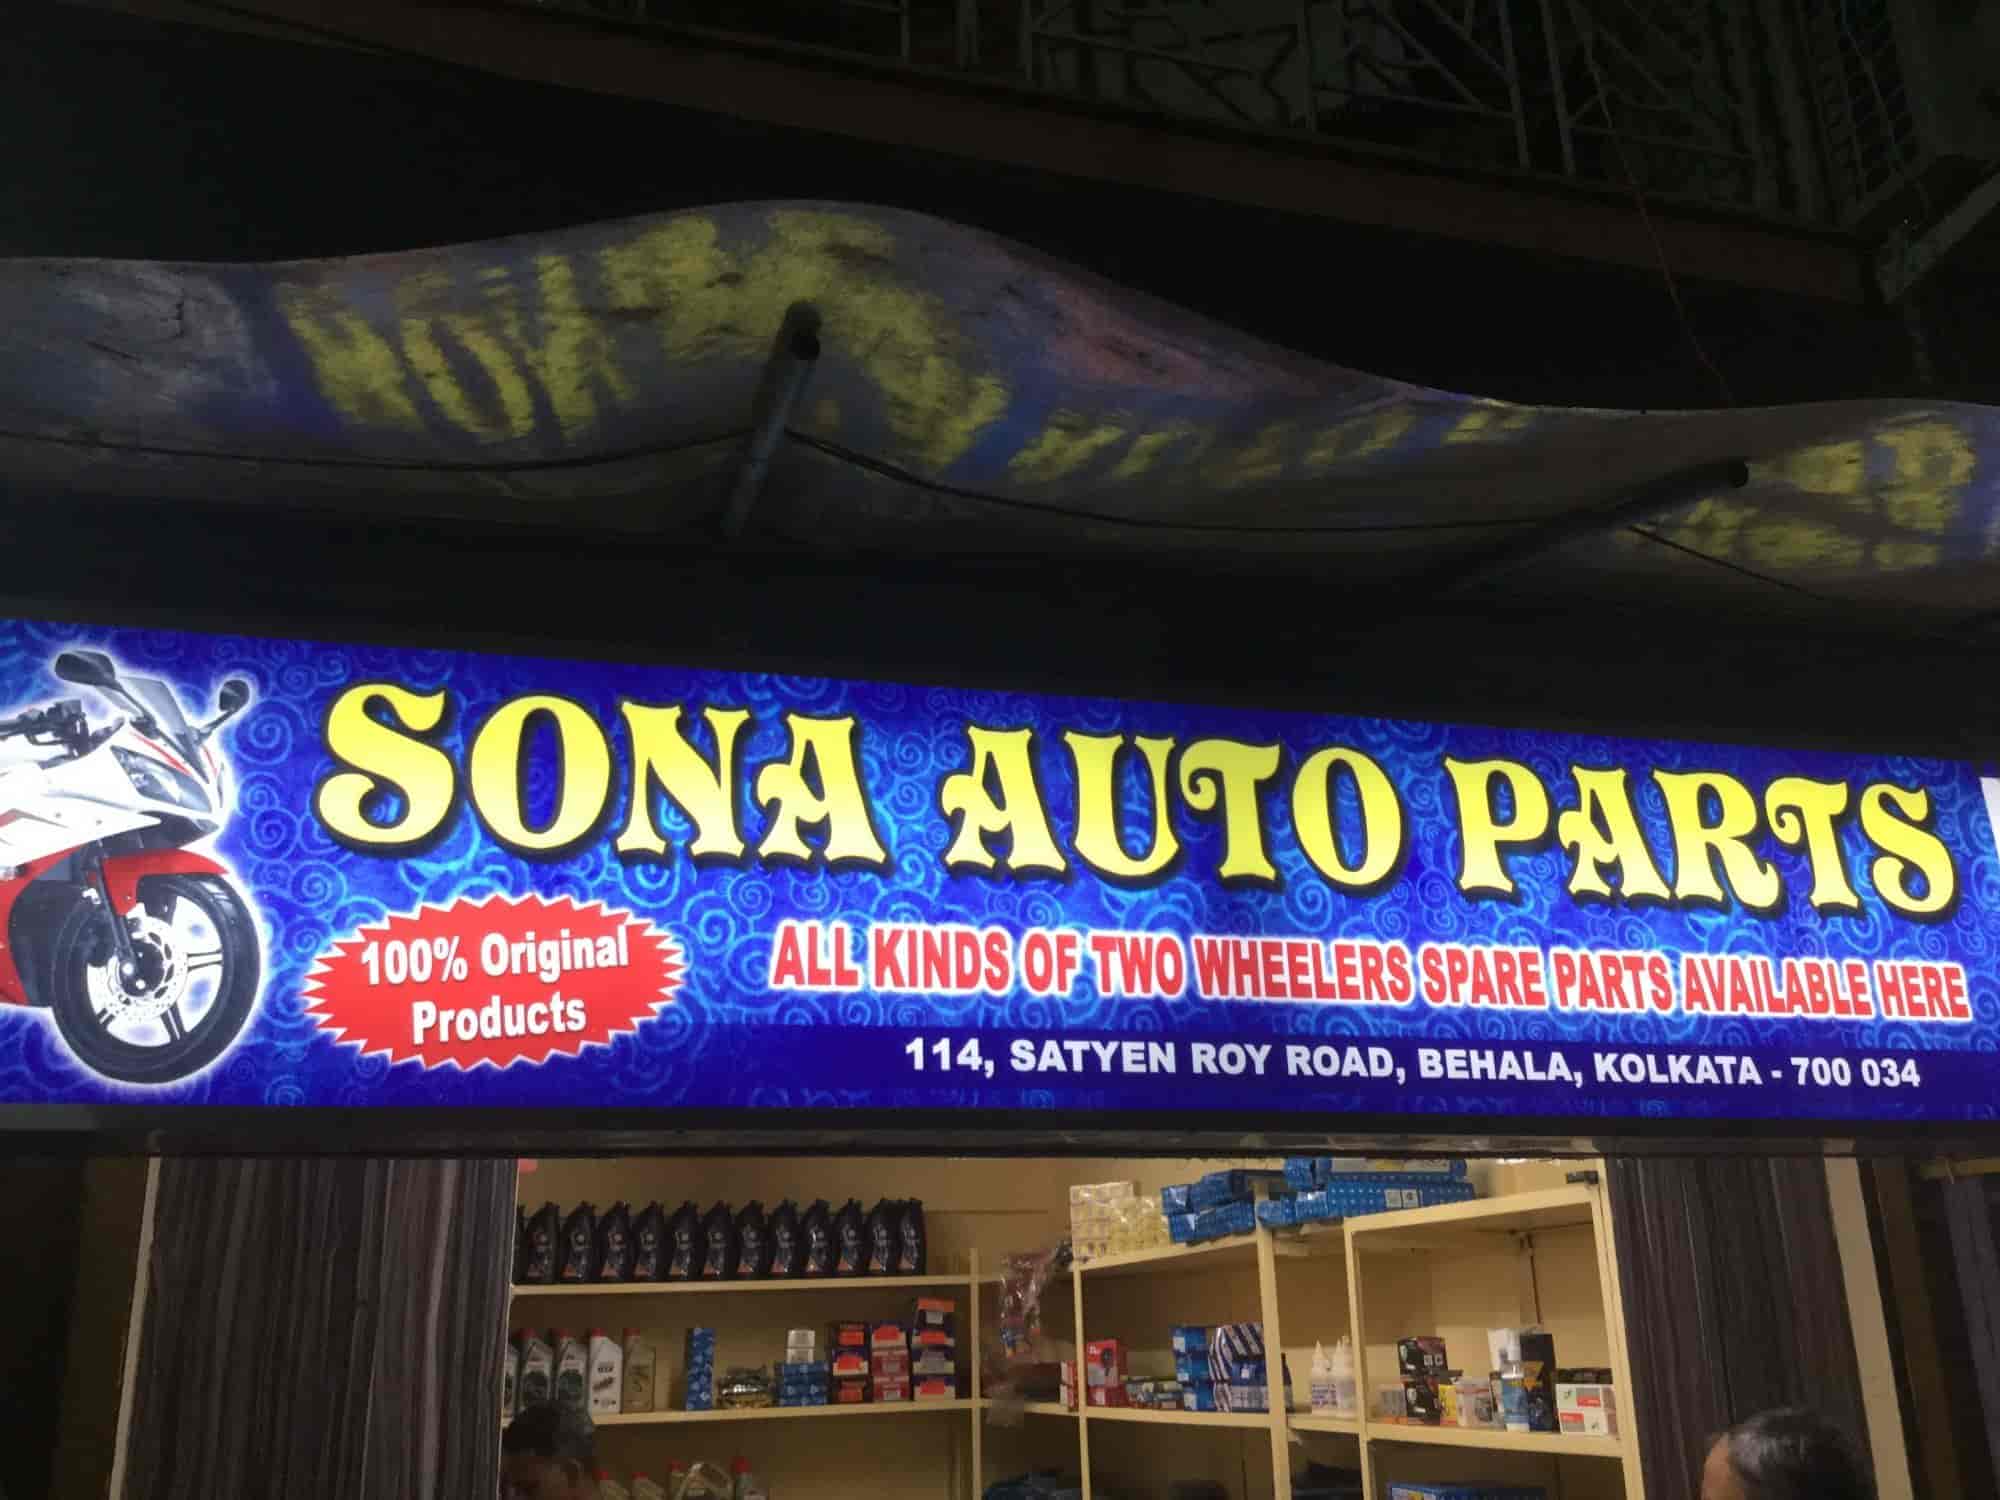 SONA AUTO PARTS
100% Original
Products
ALL KINDS OF TWO WHEELERS SPARE PARTS AVAILABLE HERE
114, SATYEN ROY ROAD, BEHALA, KOLKATA - 700 034